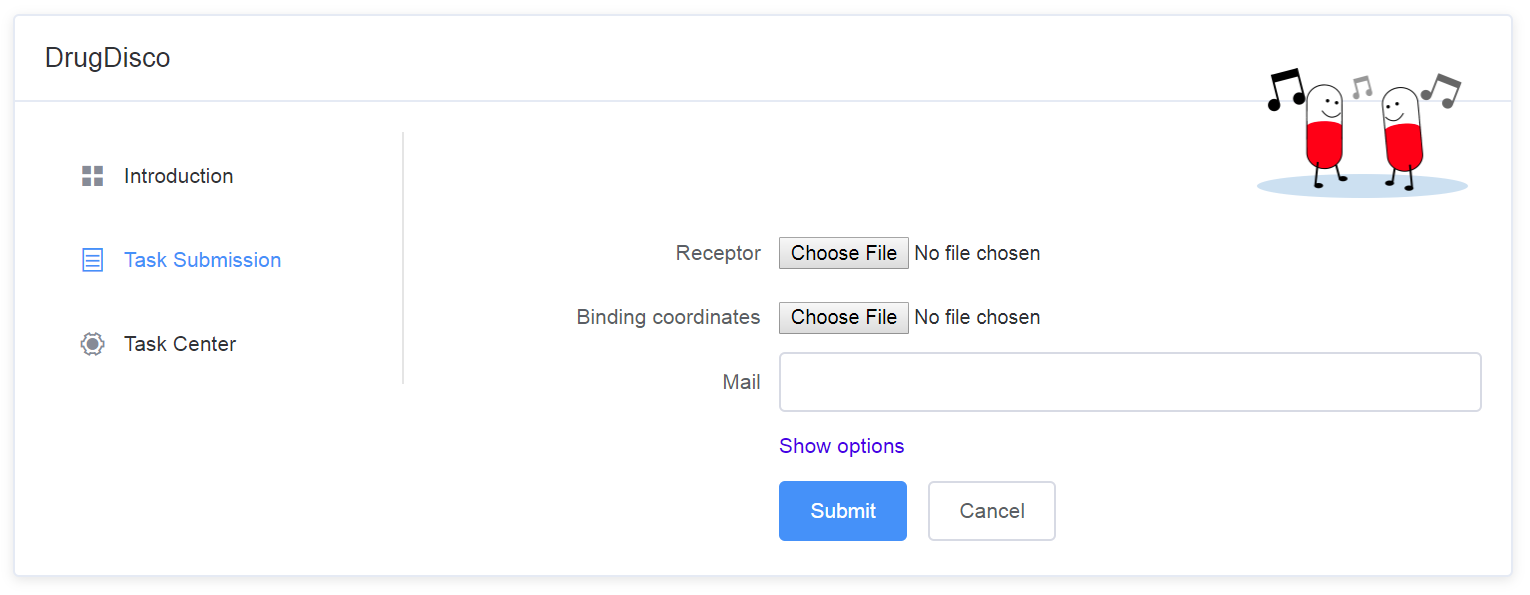 DrugDisco
Introduction
Task Submission
Task Center
Receptor Choose File No file chosen
Binding coordinates Choose File No file chosen
Mail
Show options
Submit Cancel